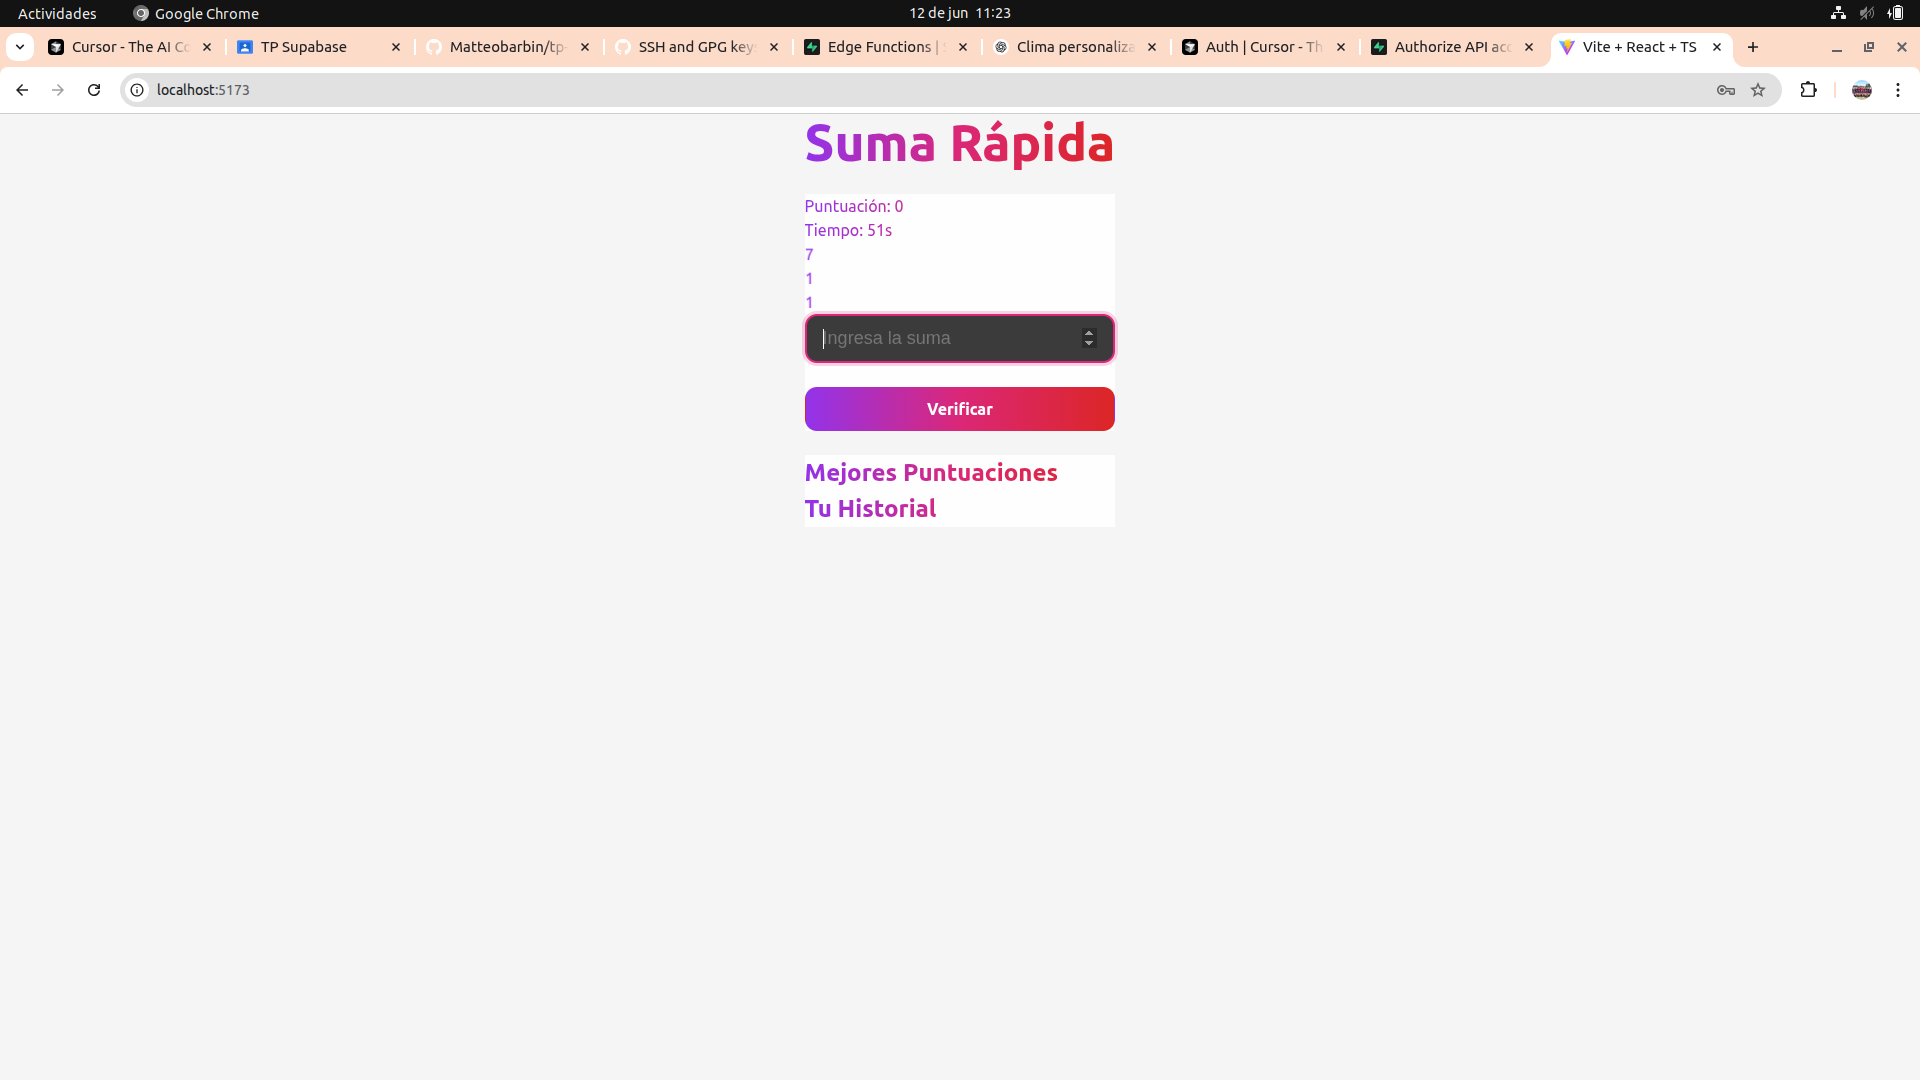 Actividades
Google Chrome
12 de jun 11:23
Cursor - The AI Co
TP Supabase
Matteobarbin/tp-
SSH and GPG keys
Edge Functions | S
Clima personaliza
Auth | Cursor - Th
Authorize API acc
Vite + React + TS
localhost:5173
Suma Rápida
Puntuación: 0
Tiempo: 51s
7
1
1
Ingresa la suma
Verificar
Mejores Puntuaciones
Tu Historial